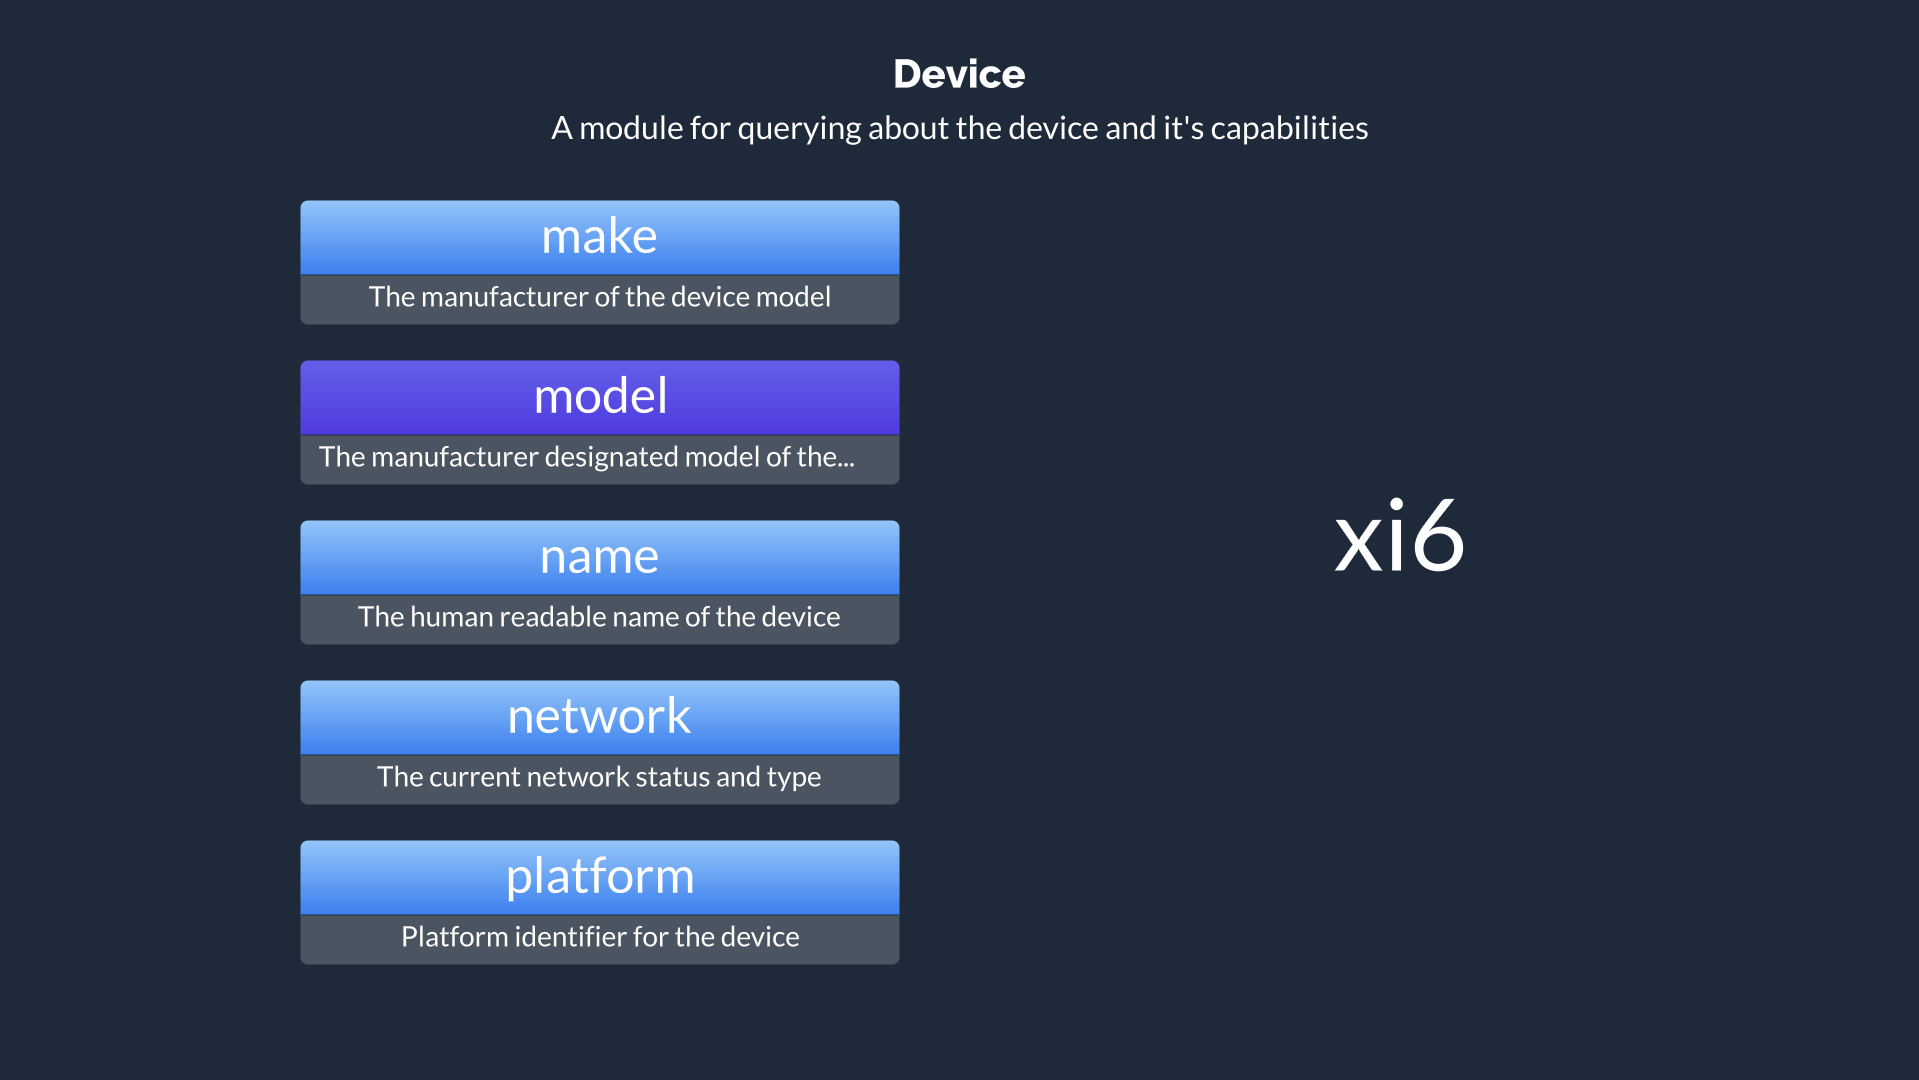 Device
A module for querying about the device and it's capabilities
make
The manufacturer of the device model
model
The manufacturer designated model of the...
name
The human readable name of the device
network
The current network status and type
platform
Platform identifier for the device
xi6